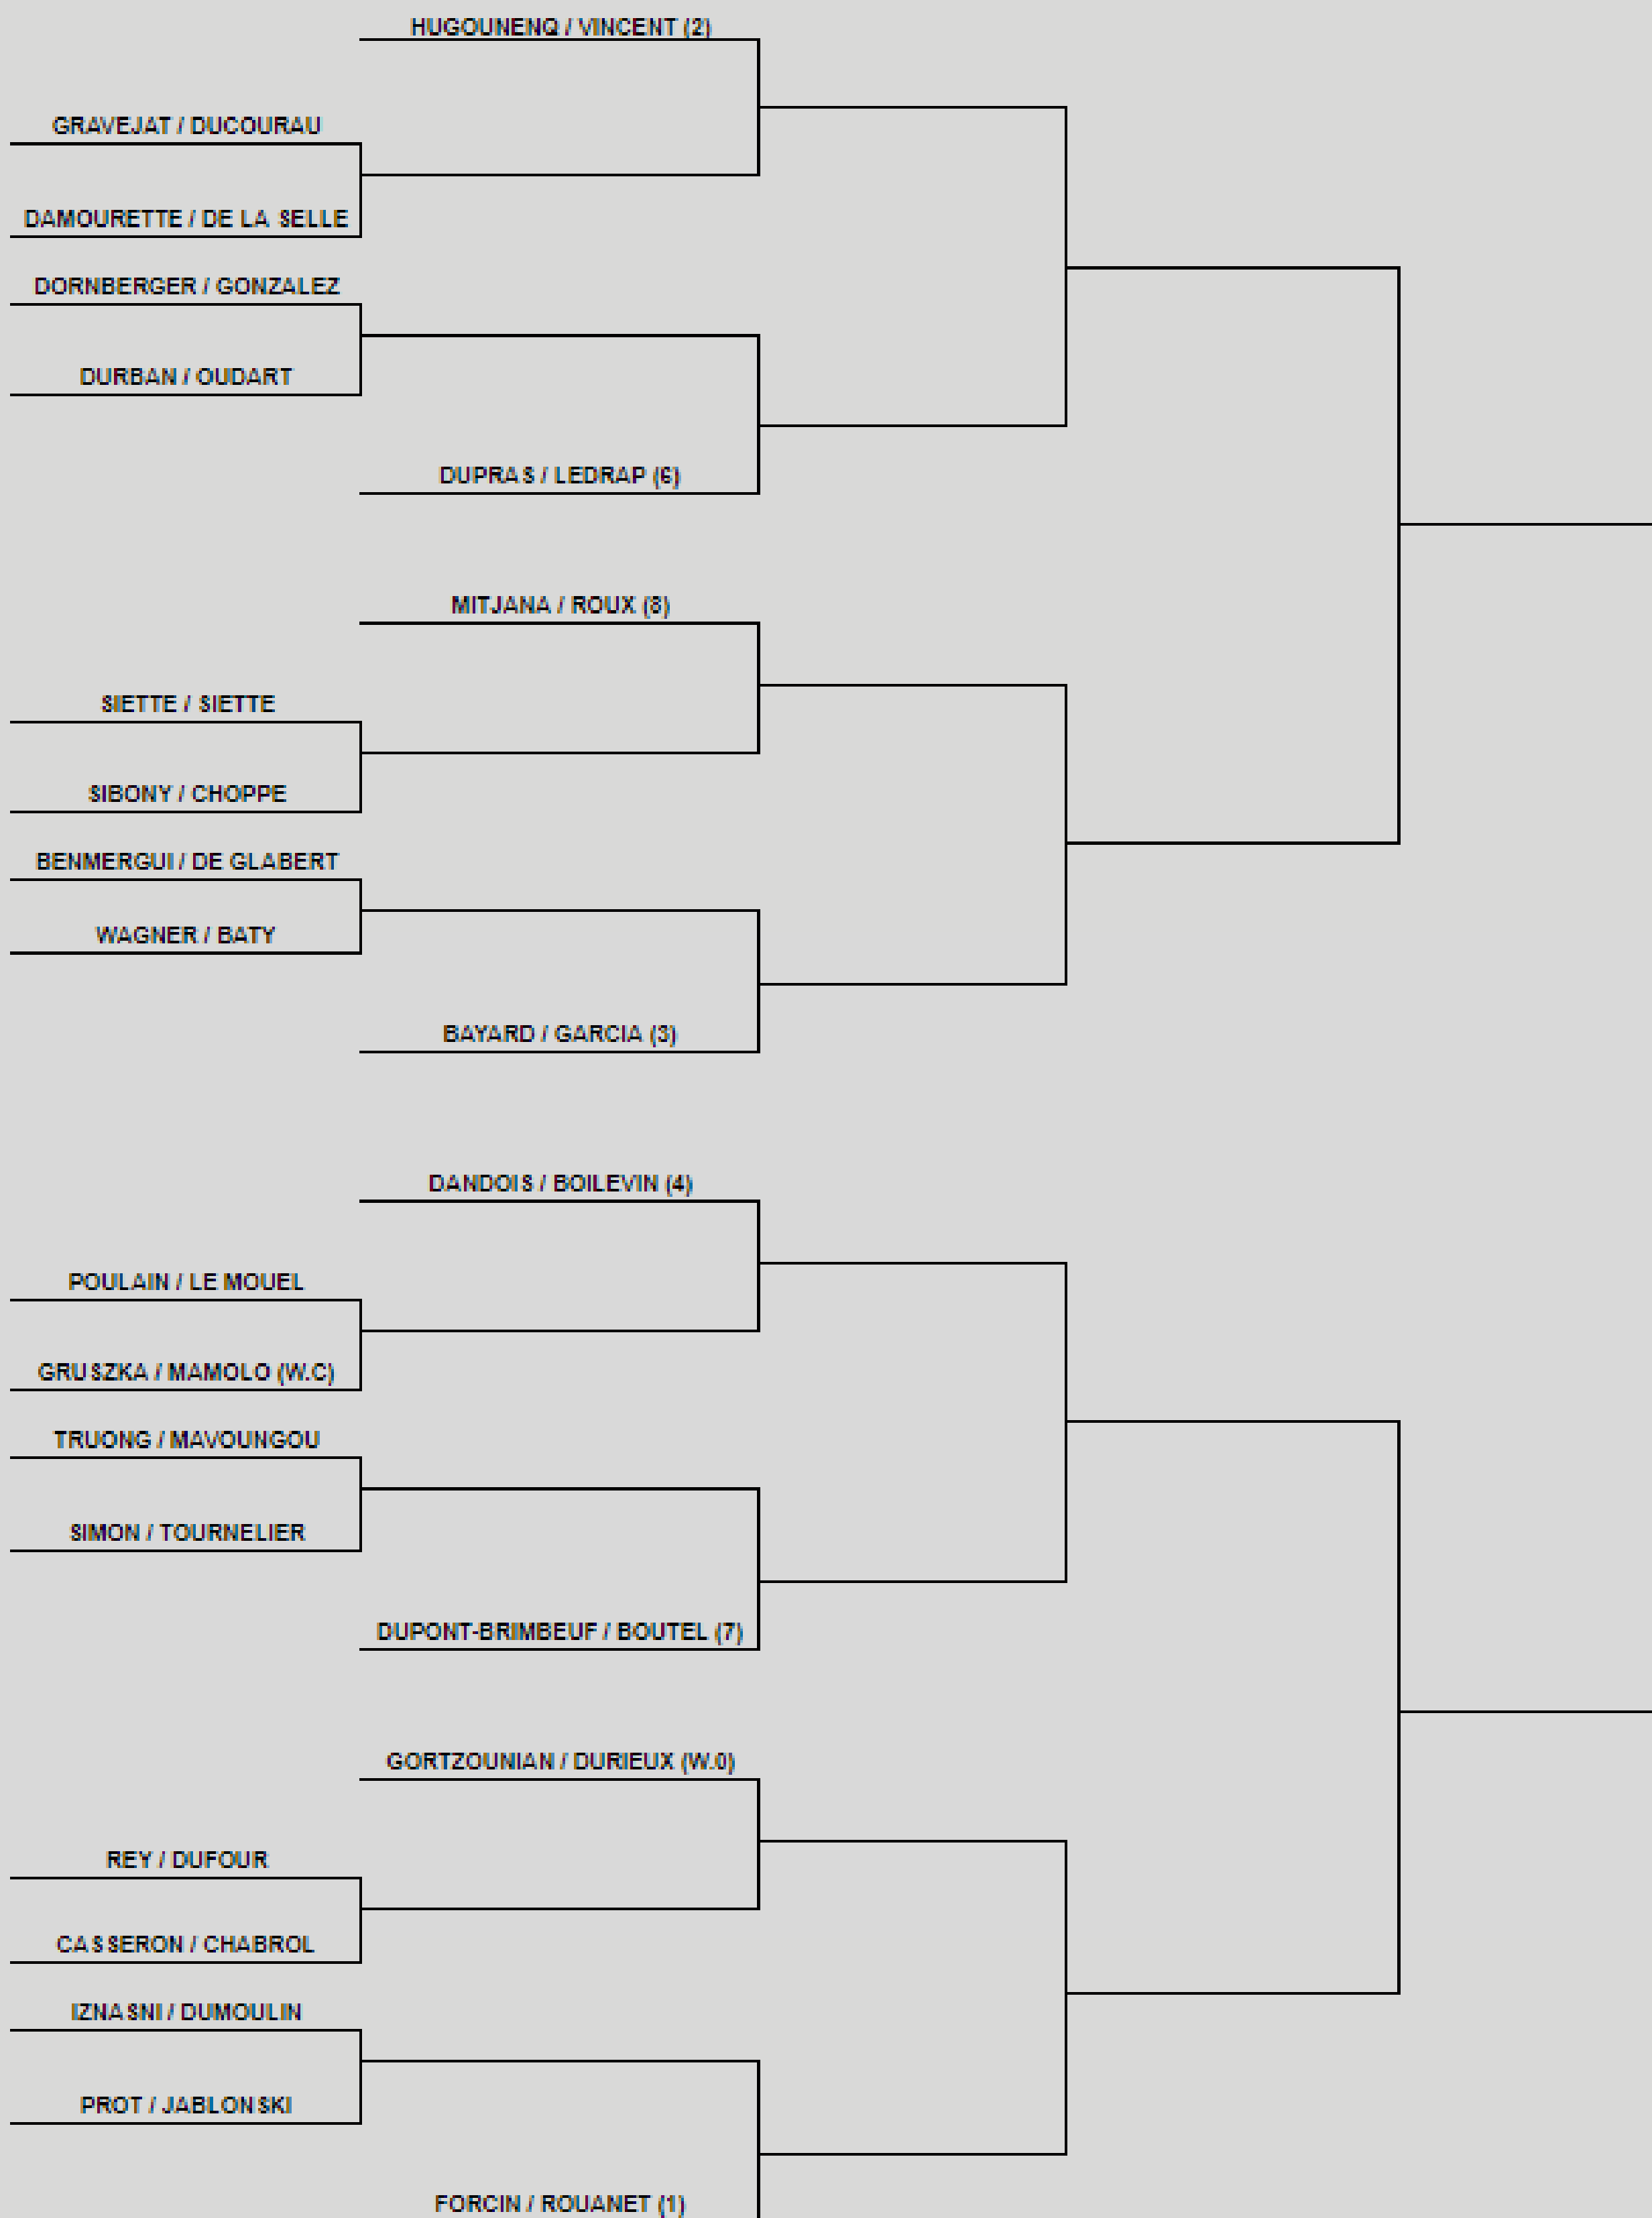 HUGOUNENQ / VINCENT (2)
GRAVEJAT / DUCOURAU
DAMOURETTE / DE LA SELLE
DORNBERGER / GONZALEZ
DURBAN / OUDART
DUPRAS / LEDRAP (6)
MITJANA / ROUX (8)
SIETTE / SIETTE
SIBONY / CHOPPE
BENMERGUI / DE GLABERT
WAGNER / BATY
BAYARD / GARCIA (3)
DANDOIS / BOILEVIN (4)
POULAIN / LE MOUEL
GRUSZKA / MAMOLO (W.C)
TRUONG / MAVOUNGOU
SIMON / TOURNELIER
DUPONT-BRIMBEUF / BOUTEL (7)
GORTZOUNIAN / DURIEUX (W.0)
REY / DUFOUR
CASSERON / CHABROL
IZNASNI / DUMOULIN
PROT / JABLONSKI
FORCIN / ROUANET (1)